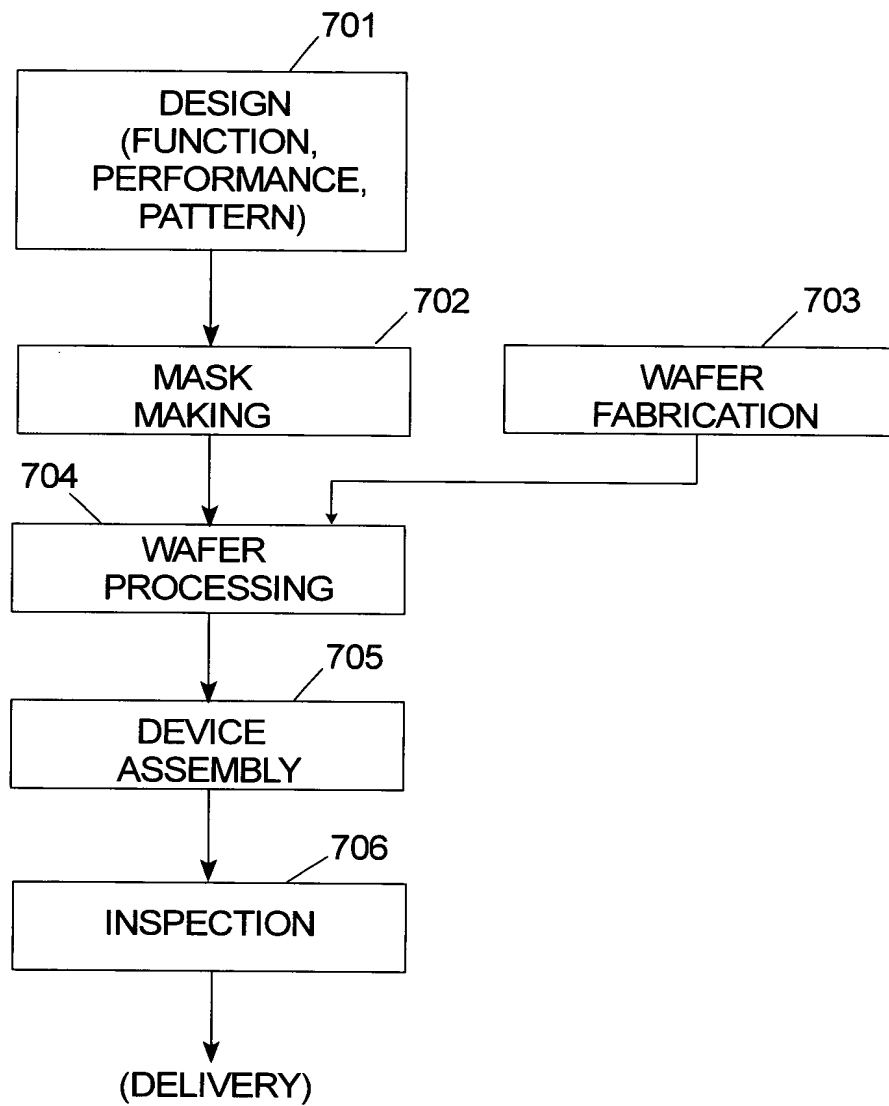 701
DESIGN
(FUNCTION,
PERFORMANCE,
PATTERN)
702
MASK
MAKING
703
WAFER
FABRICATION
704
WAFER
PROCESSING
705
DEVICE
ASSEMBLY
706
INSPECTION
(DELIVERY)